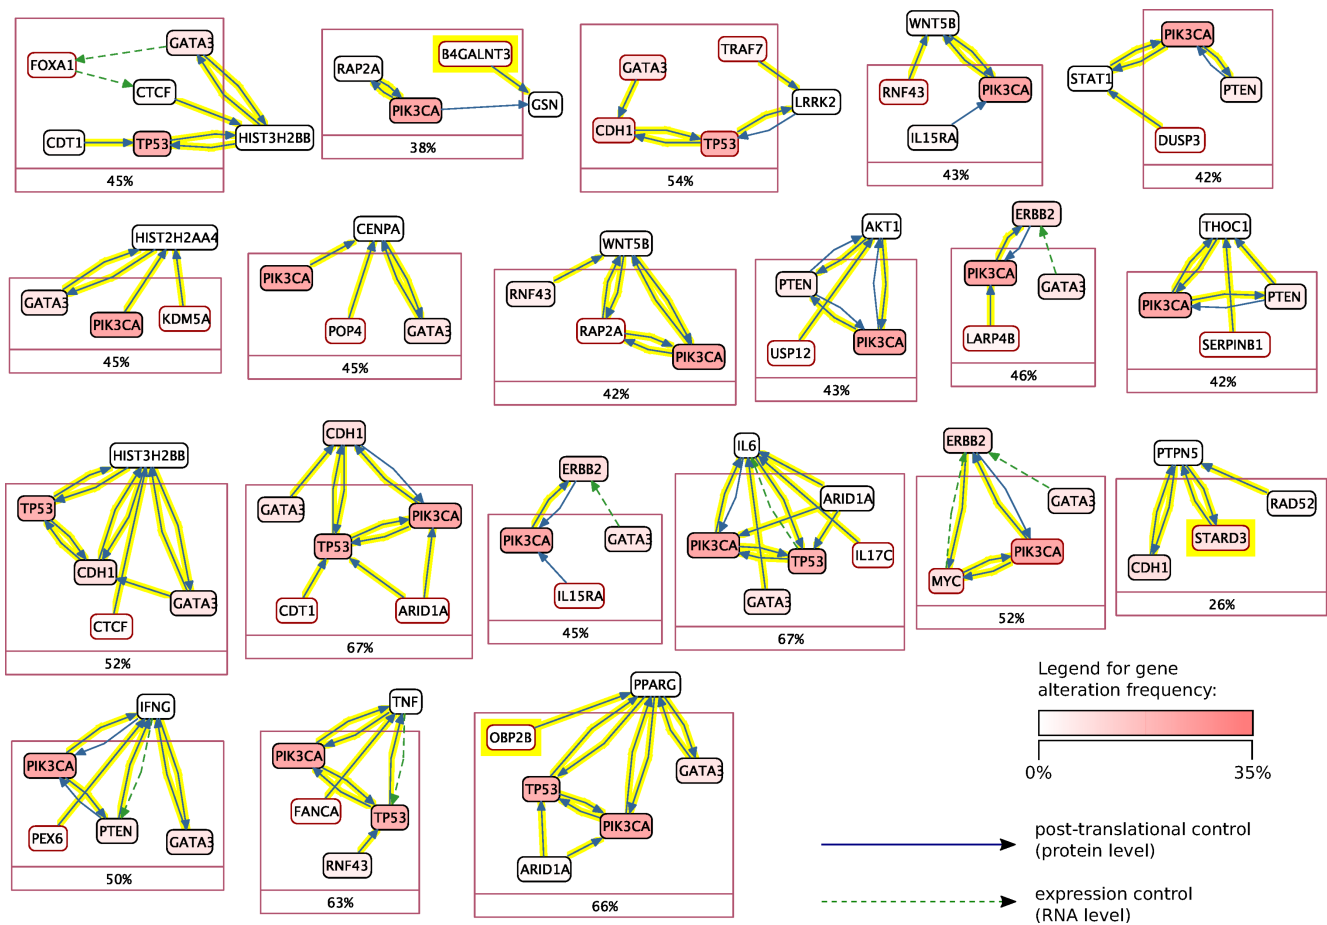 GATA3
FOXA1
CTCF
CDT1
TP53
HIST3H2BB
45%
B4GALNT3
RAP2A
PIK3CA
GSN
38%
TRAF7
GATA3
LRRK2
CDH1
TP53
54%
WNT5B
RNF43
PIK3CA
IL15RA
43%
PIK3CA
STAT1
PTEN
DUSP3
42%
HIST2H2AA4
GATA3
PIK3CA
KDM5A
45%
CENPA
PIK3CA
POP4
GATA3
45%
WNT5B
RNF43
RAP2A
PIK3CA
42%
AKT1
PTEN
USP12
PIK3CA
43%
ERBB2
PIK3CA
GATA3
LARP4B
46%
THOC1
PIK3CA
PTEN
SERPINB1
42%
HIST3H2BB
TP53
CDH1
GATA3
CTCF
52%
CDH1
GATA3
PIK3CA
TP53
CDT1
ARID1A
67%
ERBB2
PIK3CA
GATA3
IL15RA
45%
IL6
ARID1A
PIK3CA
TP53
IL17C
GATA3
67%
ERBB2
GATA3
PIK3CA
MYC
52%
PTPN5
RAD52
STARD3
CDH1
26%
IFNG
PIK3CA
PEX6
PTEN
GATA3
50%
TNF
PIK3CA
FANCA
TP53
RNF43
63%
PPARG
OBP2B
GATA3
TP53
PIK3CA
ARID1A
66%
Legend for gene
alteration frequency:
0%
35%
post-translational control
(protein level)
expression control
(RNA level)